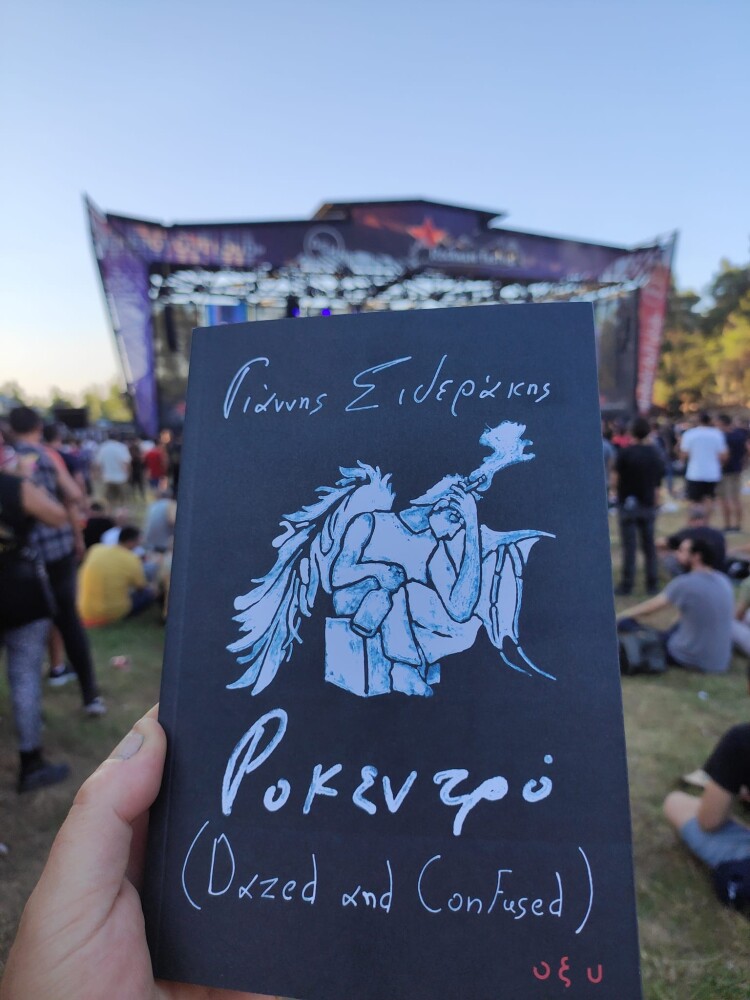 Γιάννης Σιδεράκης
Ροκεντρό
(Dazed and Confused)
οξυ